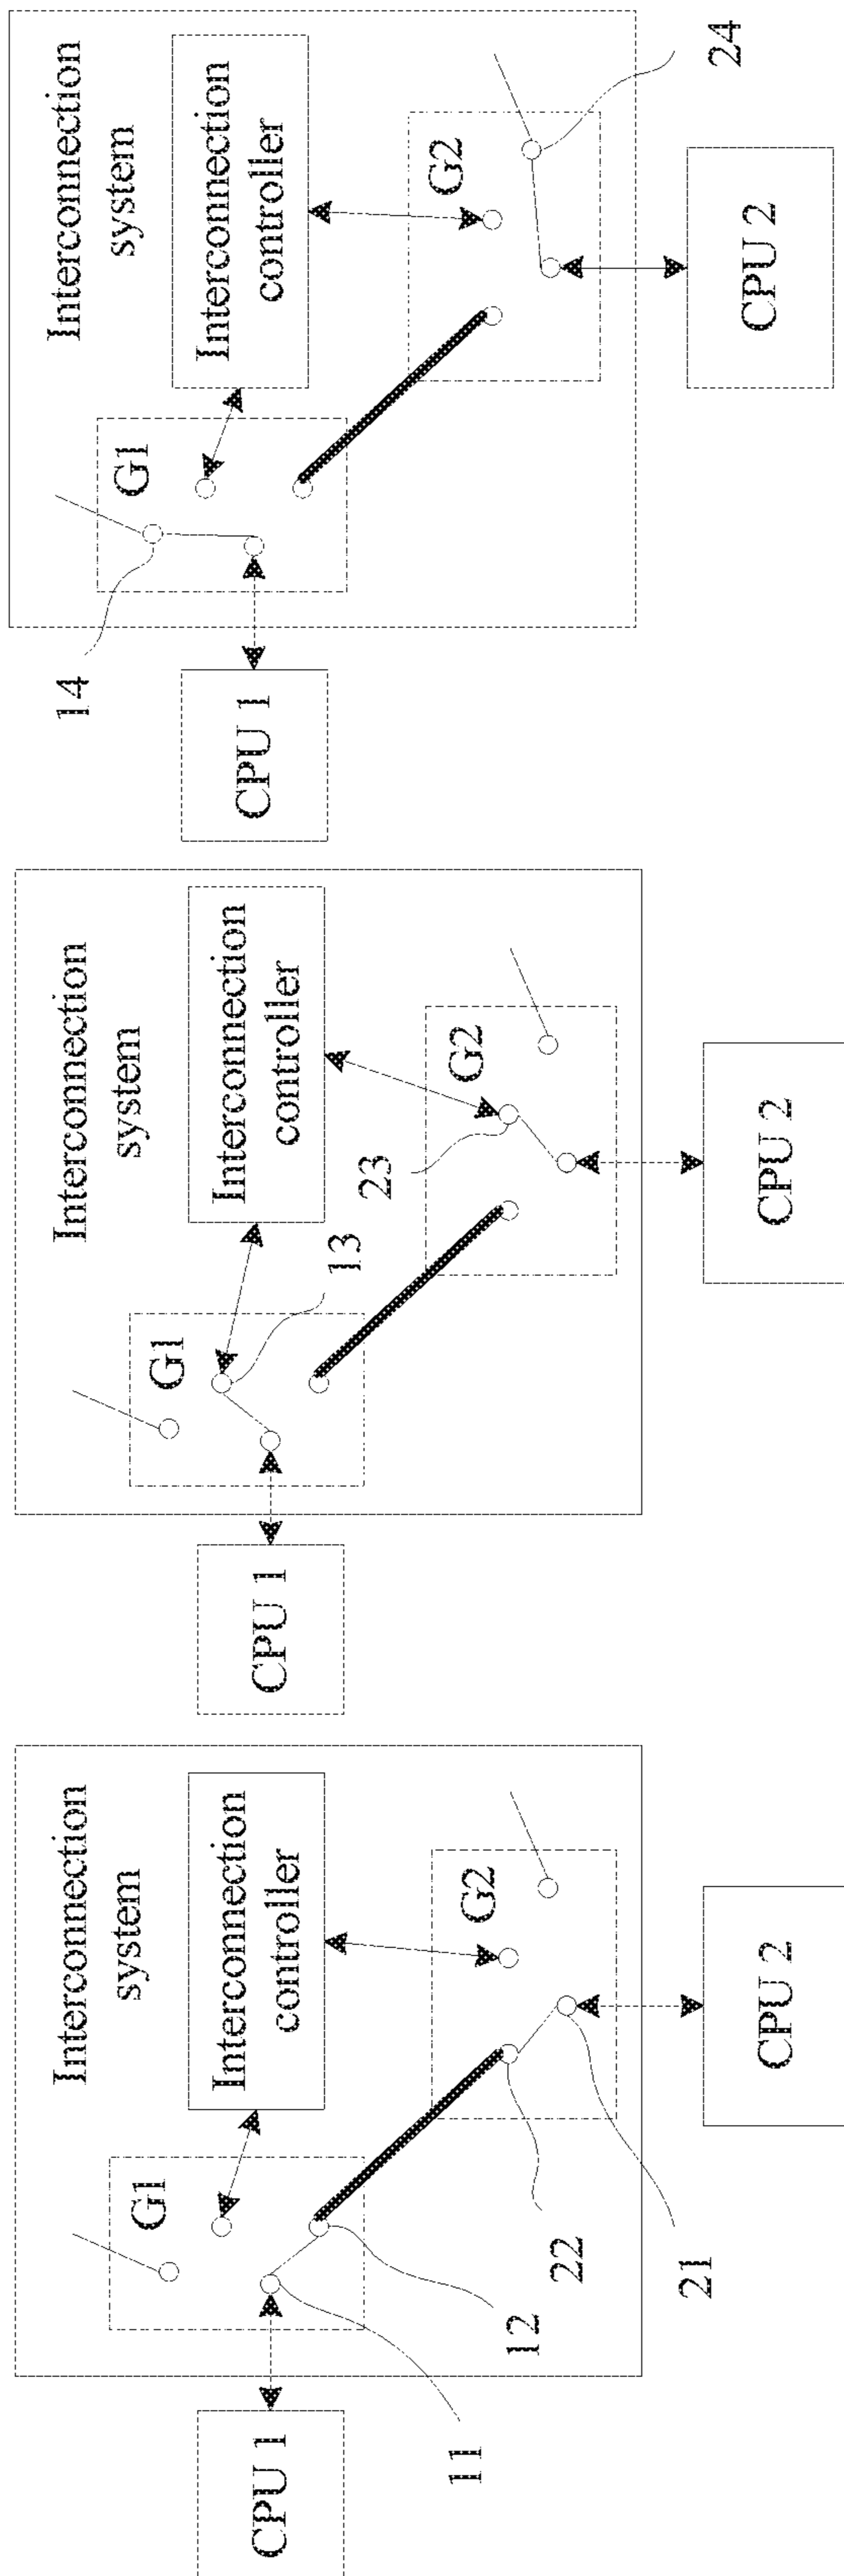 Interconnection
system
Interconnection
controller
G1
G2
CPU 1
CPU 2
11
12
22
21
Interconnection
system
Interconnection
controller
G1
G2
CPU 1
CPU 2
13
23
Interconnection
system
Interconnection
controller
G1
G2
CPU 1
CPU 2
14
24